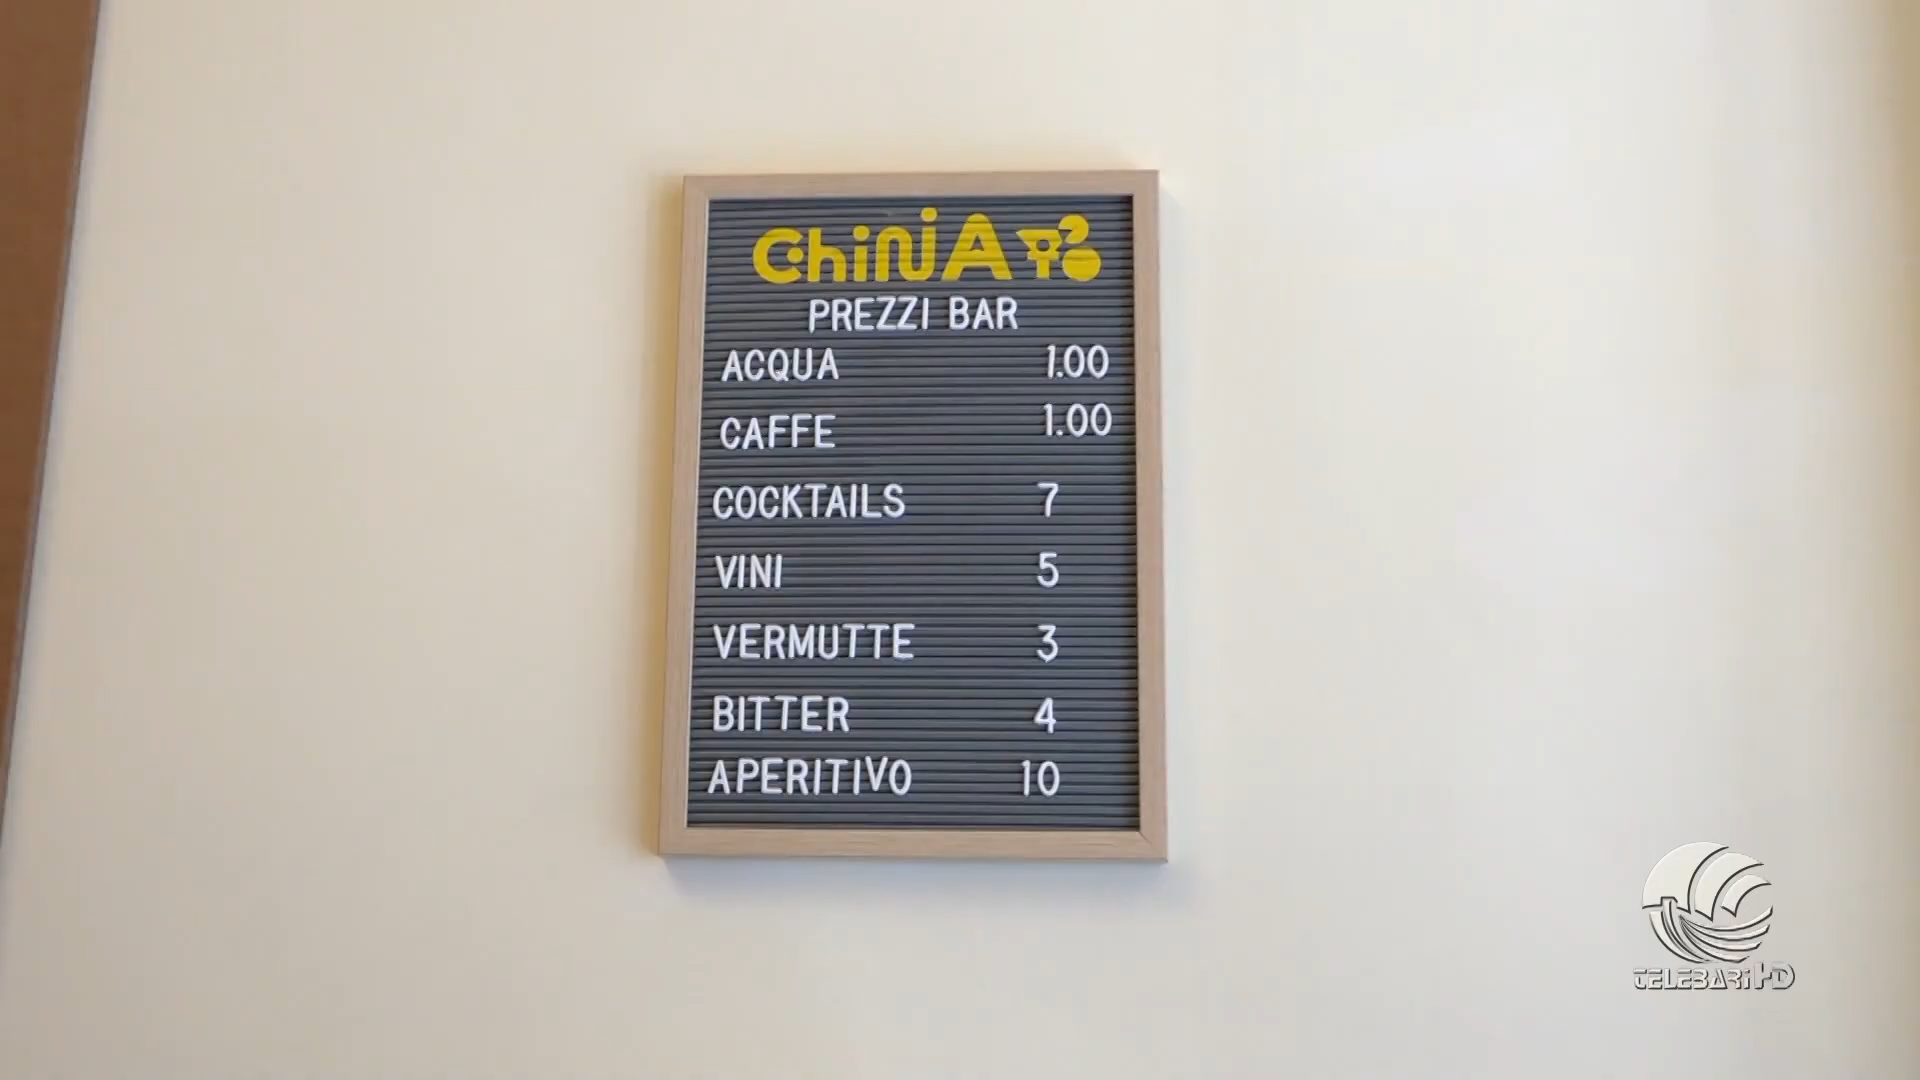 ChiNiA
PREZZI BAR
ACQUA 1.00
CAFFE 1.00
COCKTAILS 7
VINI 5
VERMUTTE 3
BITTER 4
APERITIVO 10
TELEBARI HD